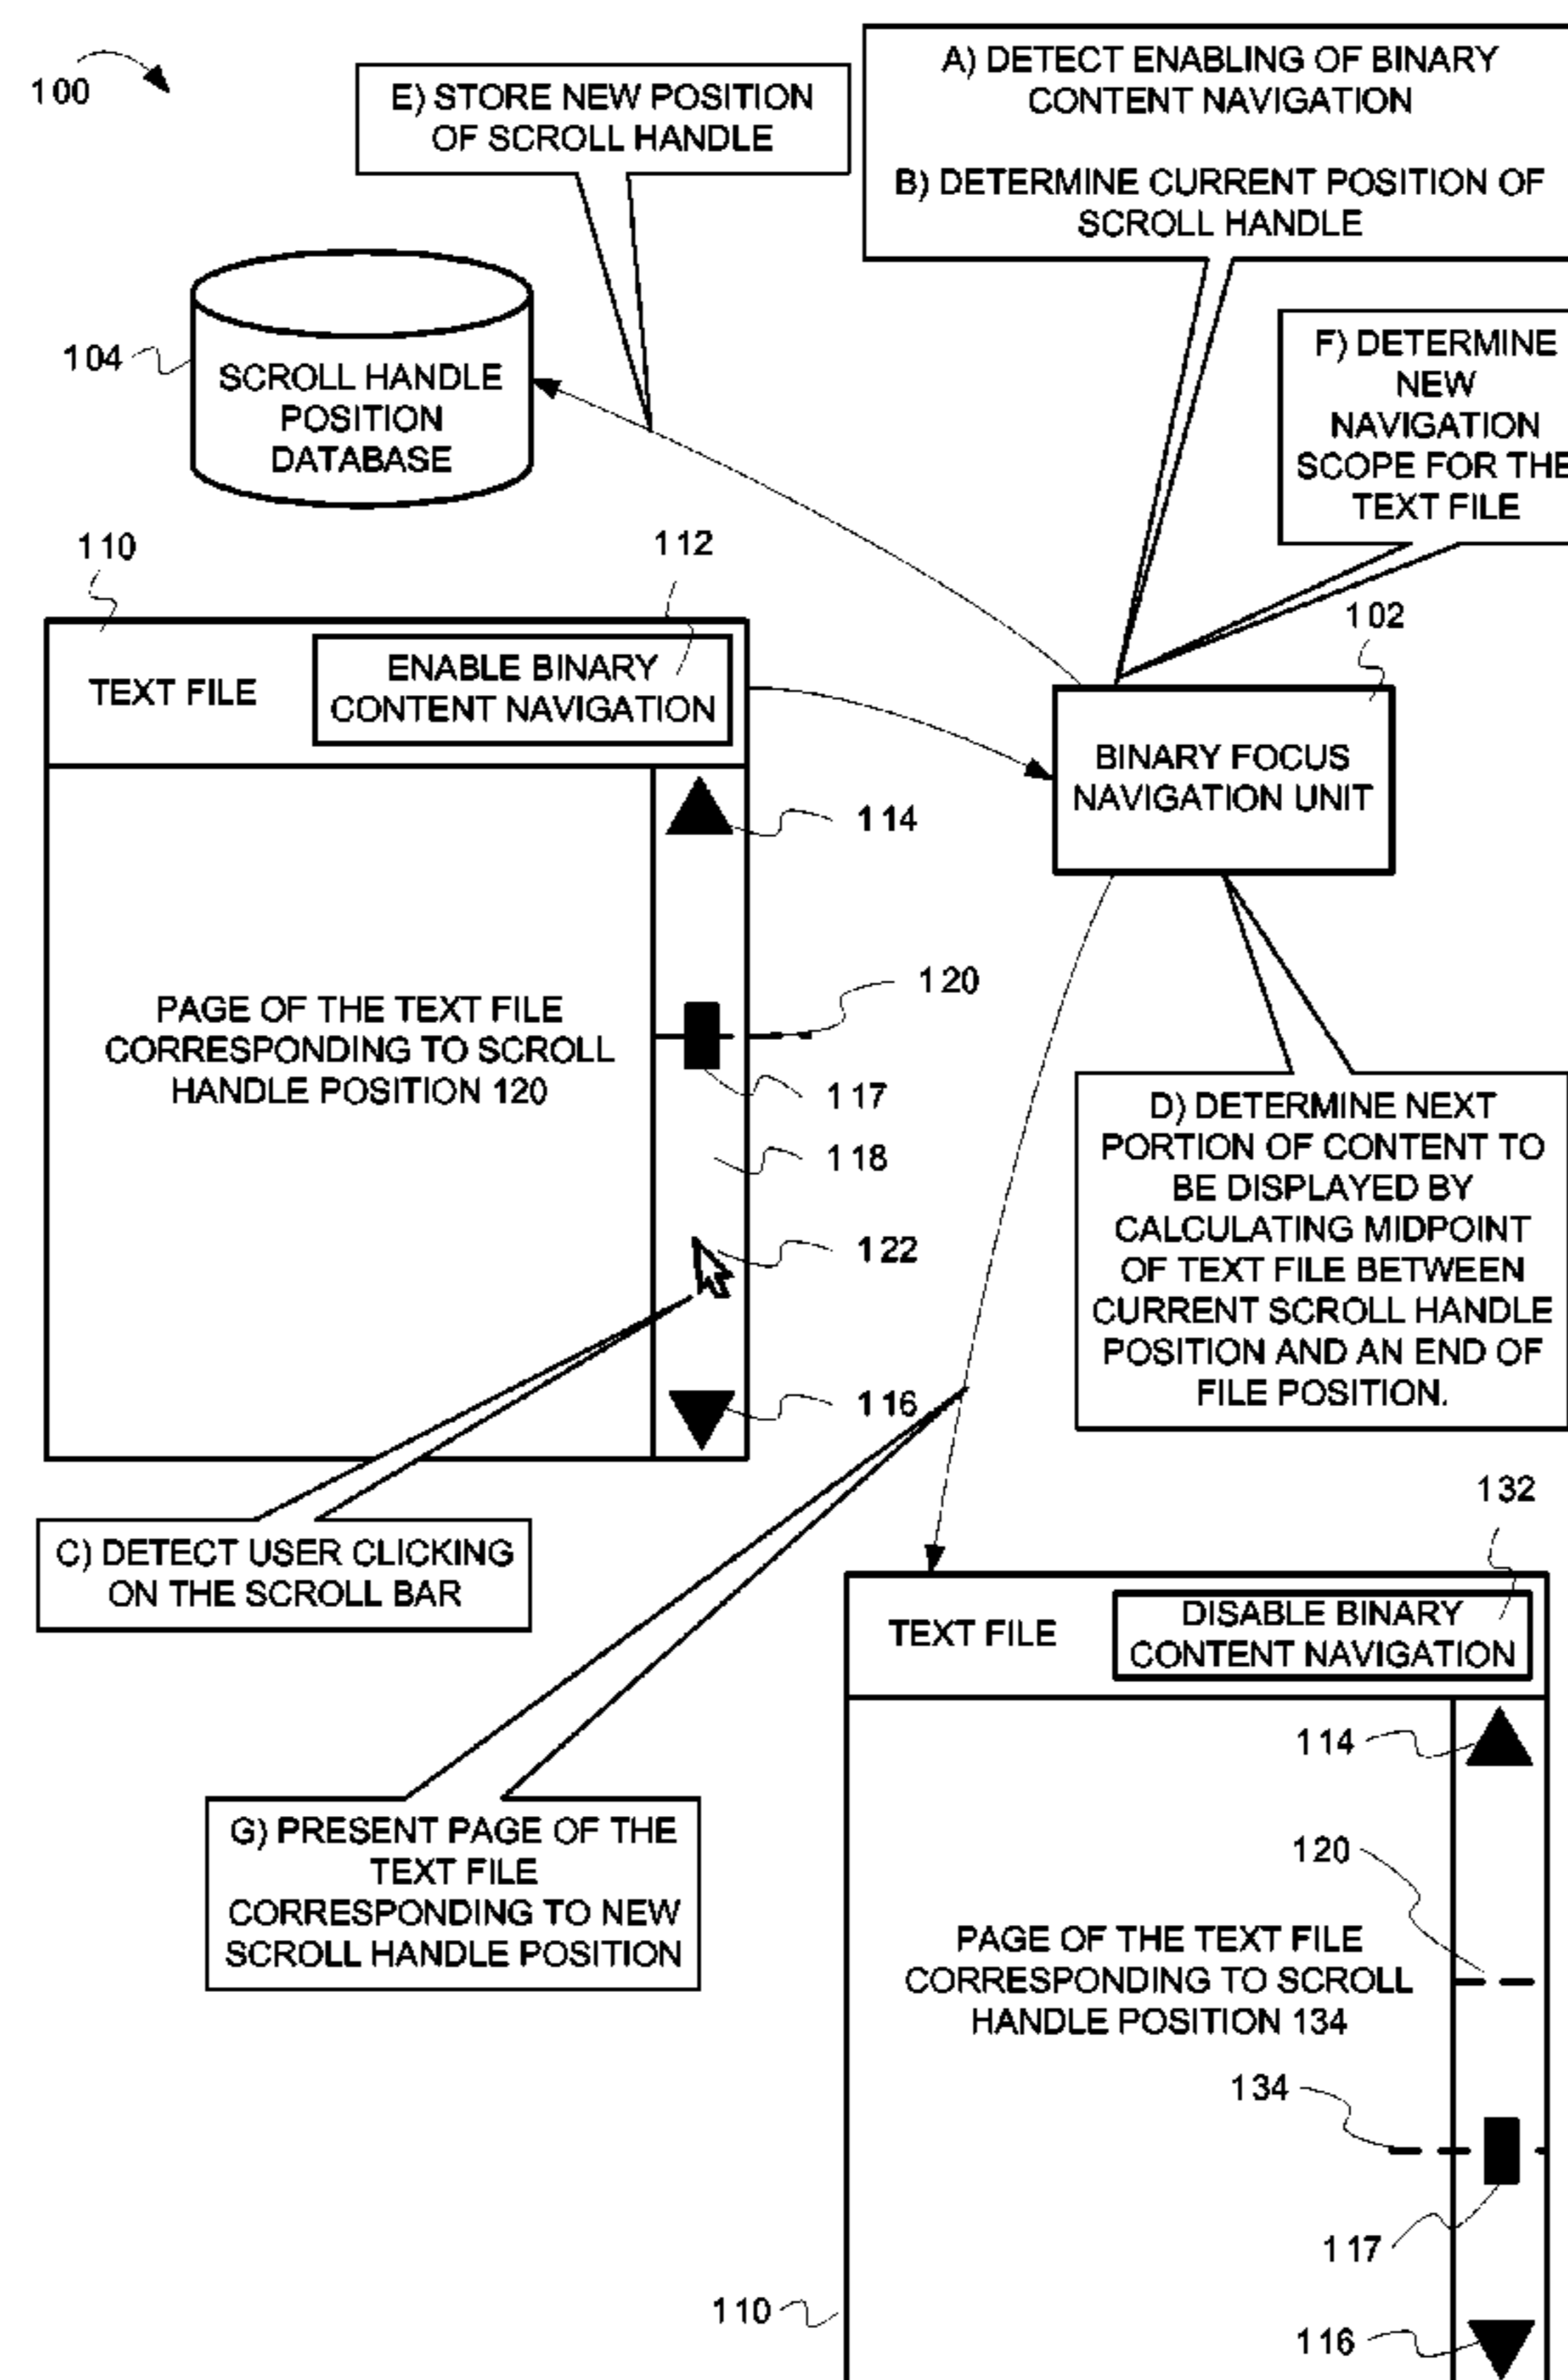 100
E) STORE NEW POSITION
OF SCROLL HANDLE
A) DETECT ENABLING OF BINARY
CONTENT NAVIGATION
B) DETERMINE CURRENT POSITION OF
SCROLL HANDLE
104
SCROLL HANDLE
POSITION
DATABASE
F) DETERMINE
NEW
NAVIGATION
SCOPE FOR THE
TEXT FILE
110
112
102
TEXT FILE
ENABLE BINARY
CONTENT NAVIGATION
BINARY FOCUS
NAVIGATION UNIT
114
120
PAGE OF THE TEXT FILE
CORRESPONDING TO SCROLL
HANDLE POSITION 120
117
118
122
116
D) DETERMINE NEXT
PORTION OF CONTENT TO
BE DISPLAYED BY
CALCULATING MIDPOINT
OF TEXT FILE BETWEEN
CURRENT SCROLL HANDLE
POSITION AND AN END OF
FILE POSITION.
C) DETECT USER CLICKING
ON THE SCROLL BAR
132
TEXT FILE
DISABLE BINARY
CONTENT NAVIGATION
114
G) PRESENT PAGE OF THE
TEXT FILE
CORRESPONDING TO NEW
SCROLL HANDLE POSITION
120
PAGE OF THE TEXT FILE
CORRESPONDING TO SCROLL
HANDLE POSITION 134
134
117
110
116